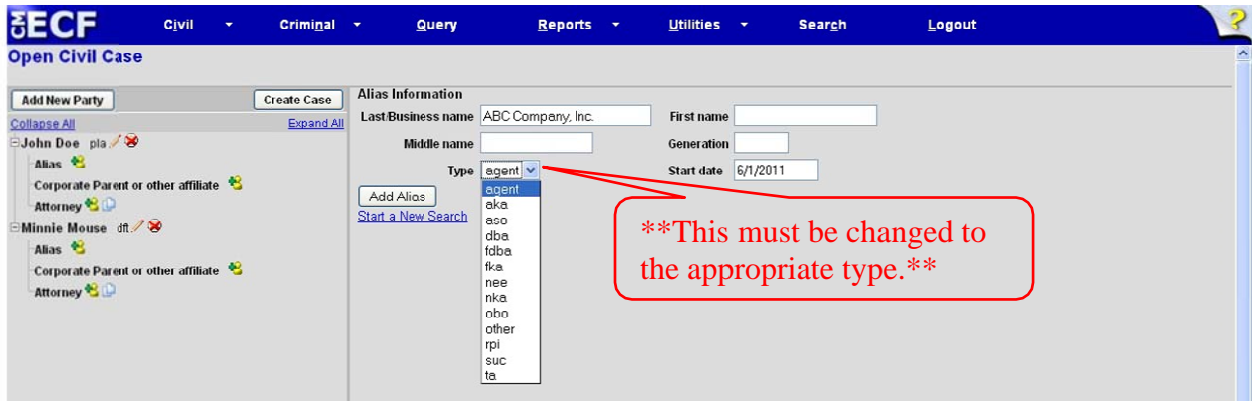 CM ECF Civil Criminal Query Reports Utilities Search Logout ?
Open Civil Case
Add New Party Create Case
Collapse All Expand All
John Doe pla
Alias
Corporate Parent or other affiliate
Attorney
Minnie Mouse dft
Alias
Corporate Parent or other affiliate
Attorney
Alias Information
Last/Business name ABC Company, Inc. First name
Middle name Generation
Type agent Start date 6/1/2011
agent
aka
aso
dba
fdba
fka
nee
nka
obo
other
rpi
suc
ta
Add Alias
Start a New Search
**This must be changed to
the appropriate type.**